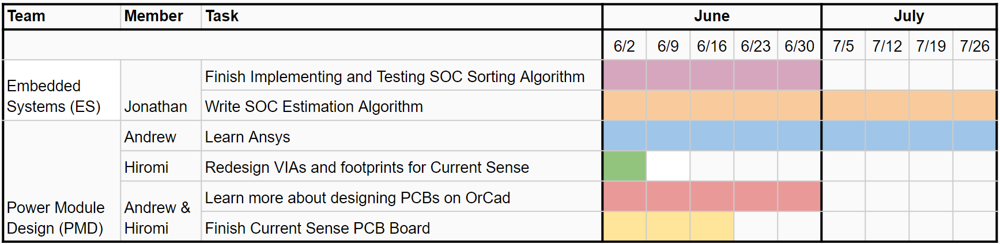 Team Member Task June July
6/2 6/9 6/16 6/23 6/30 7/5 7/12 7/19 7/26
Embedded
Systems (ES)
Jonathan
Finish Implementing and Testing SOC Sorting Algorithm
Write SOC Estimation Algorithm
Power Module
Design (PMD)
Andrew
Learn Ansys
Hiromi
Redesign VIAs and footprints for Current Sense
Andrew &
Hiromi
Learn more about designing PCBs on OrCad
Finish Current Sense PCB Board